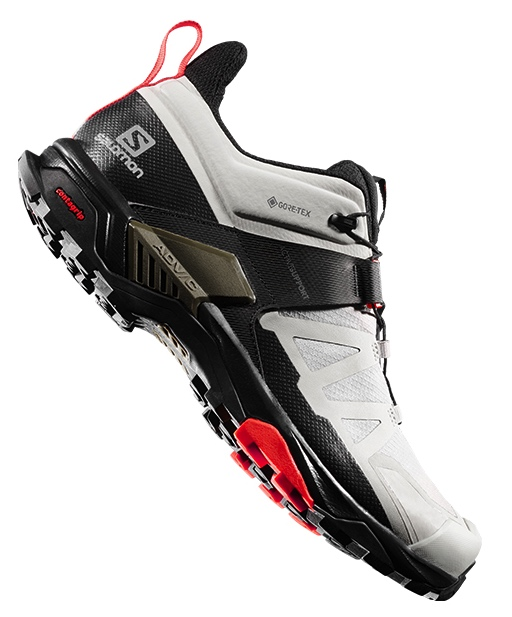 S
SALOMON
GORE-TEX
contagrip
ADV/C